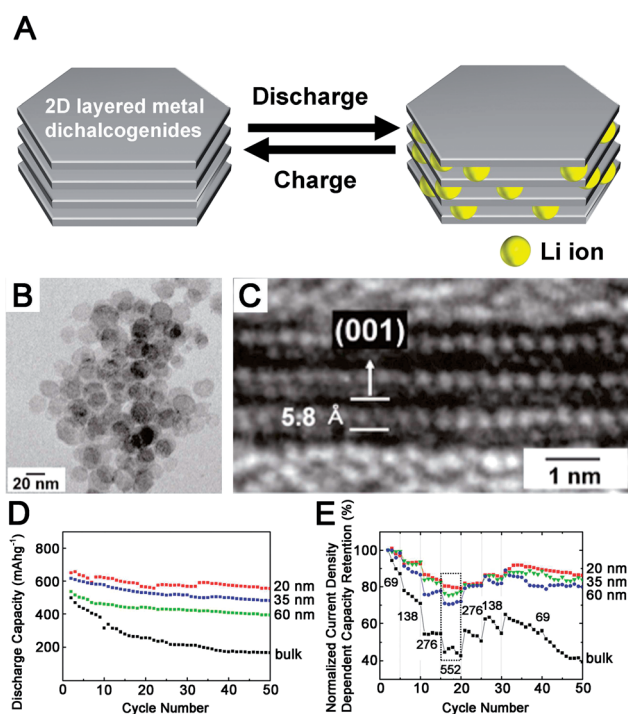 A
2D layered metal
dichalcogenides
Discharge
Charge
Li ion
B
20 nm
C
(001)
5.8 Å
1 nm
D
Discharge Capacity (mAhg⁻¹)
800
600
400
200
0
10
20
30
40
50
Cycle Number
20 nm
35 nm
60 nm
bulk
E
Normalized Current Density
Dependent Capacity Retention (%)
100
80
60
40
69
138
276
552
276
138
69
0
10
20
30
40
50
Cycle Number
20 nm
35 nm
60 nm
bulk